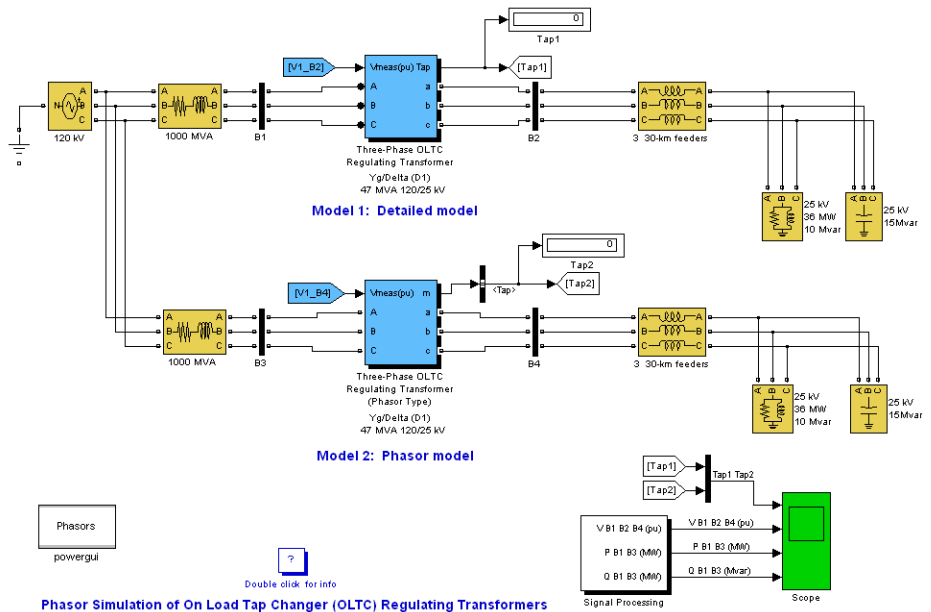 0
Tap1
[V1_B2]
Vmeas(pu) Tap
[Tap1]
A
B
C
a
b
c
N
A
B
C
120 kV
A
B
C
A
B
C
1000 MVA
B1
Three-Phase OLTC
Regulating Transformer
Yg/Delta (D1)
47 MVA 120/25 kV
B2
A
B
C
A
B
C
3 30-km feeders
A B C
25 kV
36 MW
10 Mvar
A B C
25 kV
15Mvar
Model 1: Detailed model
0
Tap2
[V1_B4]
Vmeas(pu) m
<Tap>
[Tap2]
A
B
C
a
b
c
A
B
C
A
B
C
1000 MVA
B3
Three-Phase OLTC
Regulating Transformer
(Phasor Type)
Yg/Delta (D1)
47 MVA 120/25 kV
B4
A
B
C
A
B
C
3 30-km feeders
A B C
25 kV
36 MW
10 Mvar
A B C
25 kV
15Mvar
Model 2: Phasor model
[Tap1]
[Tap2]
Tap1 Tap2
Phasors
powergui
?
Double click for info
V B1 B2 B4 (pu)
P B1 B3 (MW)
Q B1 B3 (MW)
Signal Processing
V B1 B2 B4 (pu)
P B1 B3 (MW)
Q B1 B3 (Mvar)
Scope
Phasor Simulation of On Load Tap Changer (OLTC) Regulating Transformers